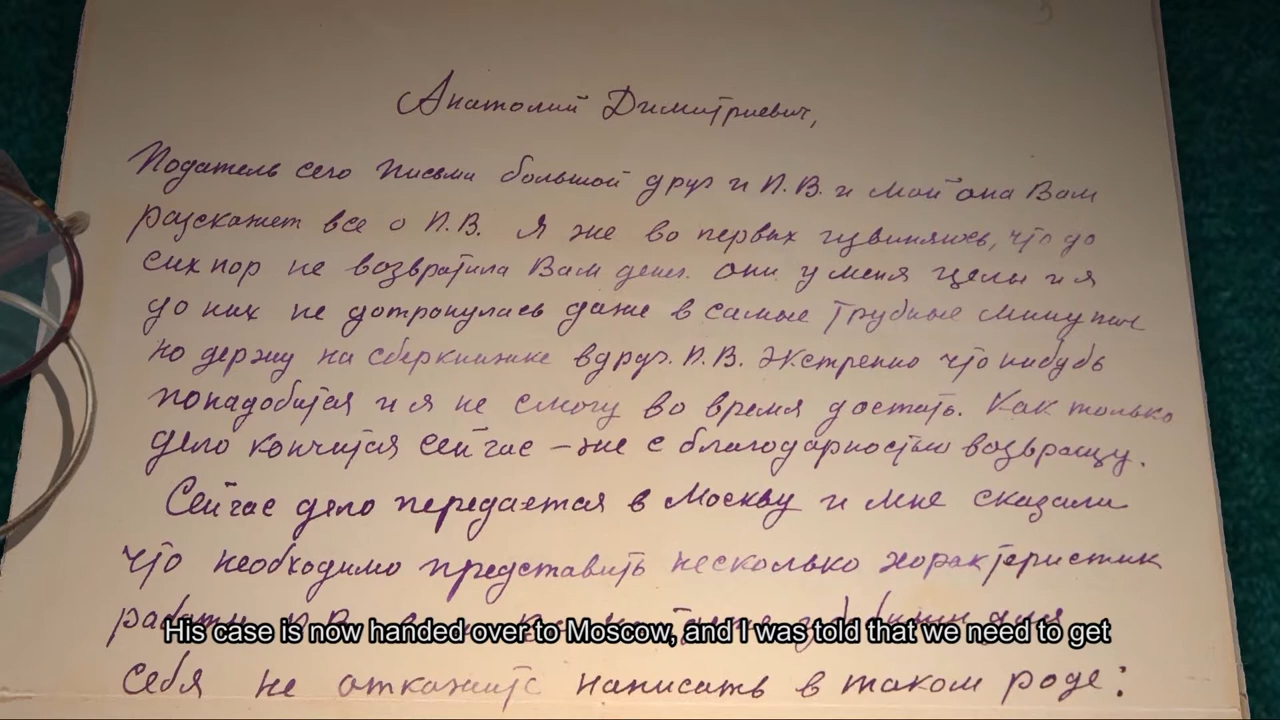 Анатолий Димитриевич,
Податель сего письма большой друг и П.В. и мой она Вам
разскажет все о П.В. Я же во первых извиняюсь, что до
сих пор не возвратила Вам денег. они у меня целы и я
до них не дотронулась даже в самые трудные минуты
но держу на сберкнижке вдруг. П.В. Экстренно что нибудь
понадобится и я не смогу во время достать. Как только
дело кончится сейчас – же с благодарностью возвращу.
Сейчас дело передается в Москву и мне сказали
что необходимо представить несколько характеристик
работы П.В.
His case is now handed over to Moscow, and I was told that we need to get
себя не откажите написать в таком роде: